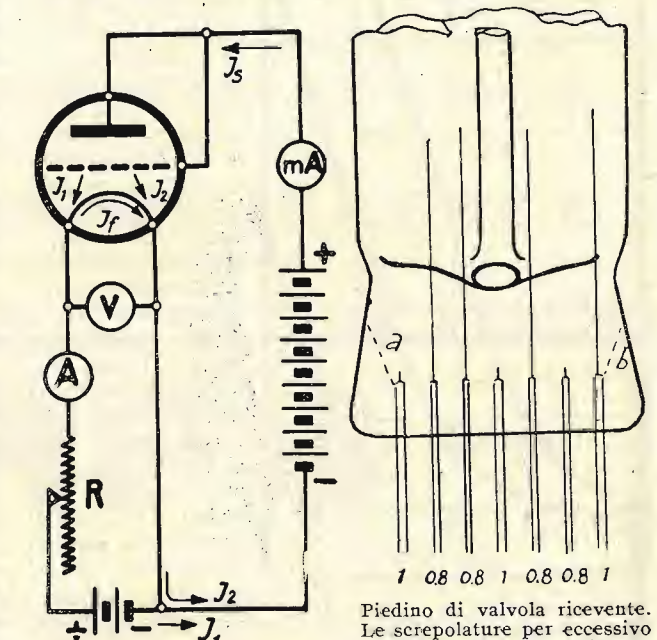 J_s
mA
J_1 J_2
J_f
+
V
A
R
−
J_2
+ − J_1
a
b
1 0.8 0.8 1 0.8 0.8 1
Piedino di valvola ricevente.
Le screpolature per eccessivo